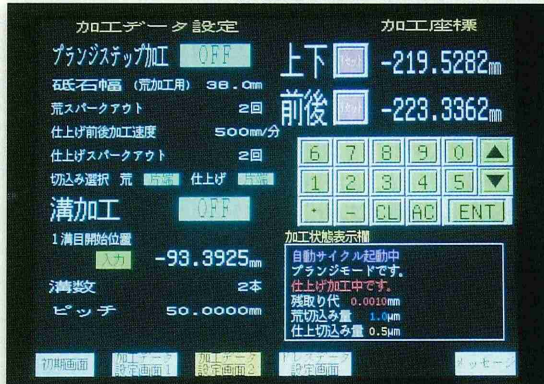 加工データ設定
加工座標
プランジステップ加工 OFF
砥石幅 (荒加工用) 38.0mm
荒スパークアウト 2回
仕上げ前後加工速度 500mm/分
仕上げスパークアウト 2回
切込み選択 荒 片端 仕上げ 片端
溝加工 OFF
1溝目開始位置
入力 -93.3925mm
溝数 2本
ピッチ 50.0000mm
上下 リセット -219.5282mm
前後 リセット -223.3362mm
6 7 8 9 0 ▲
1 2 3 4 5 ▼
・ - CL AC ENT
加工状態表示欄
自動サイクル起動中
プランジモードです。
仕上げ加工中です。
残取り代 0.0010mm
荒切込み量 1.0μm
仕上切込み量 0.5μm
初期画面
加工データ設定画面1
加工データ設定画面2
ドレスデータ設定画面
メッセージ